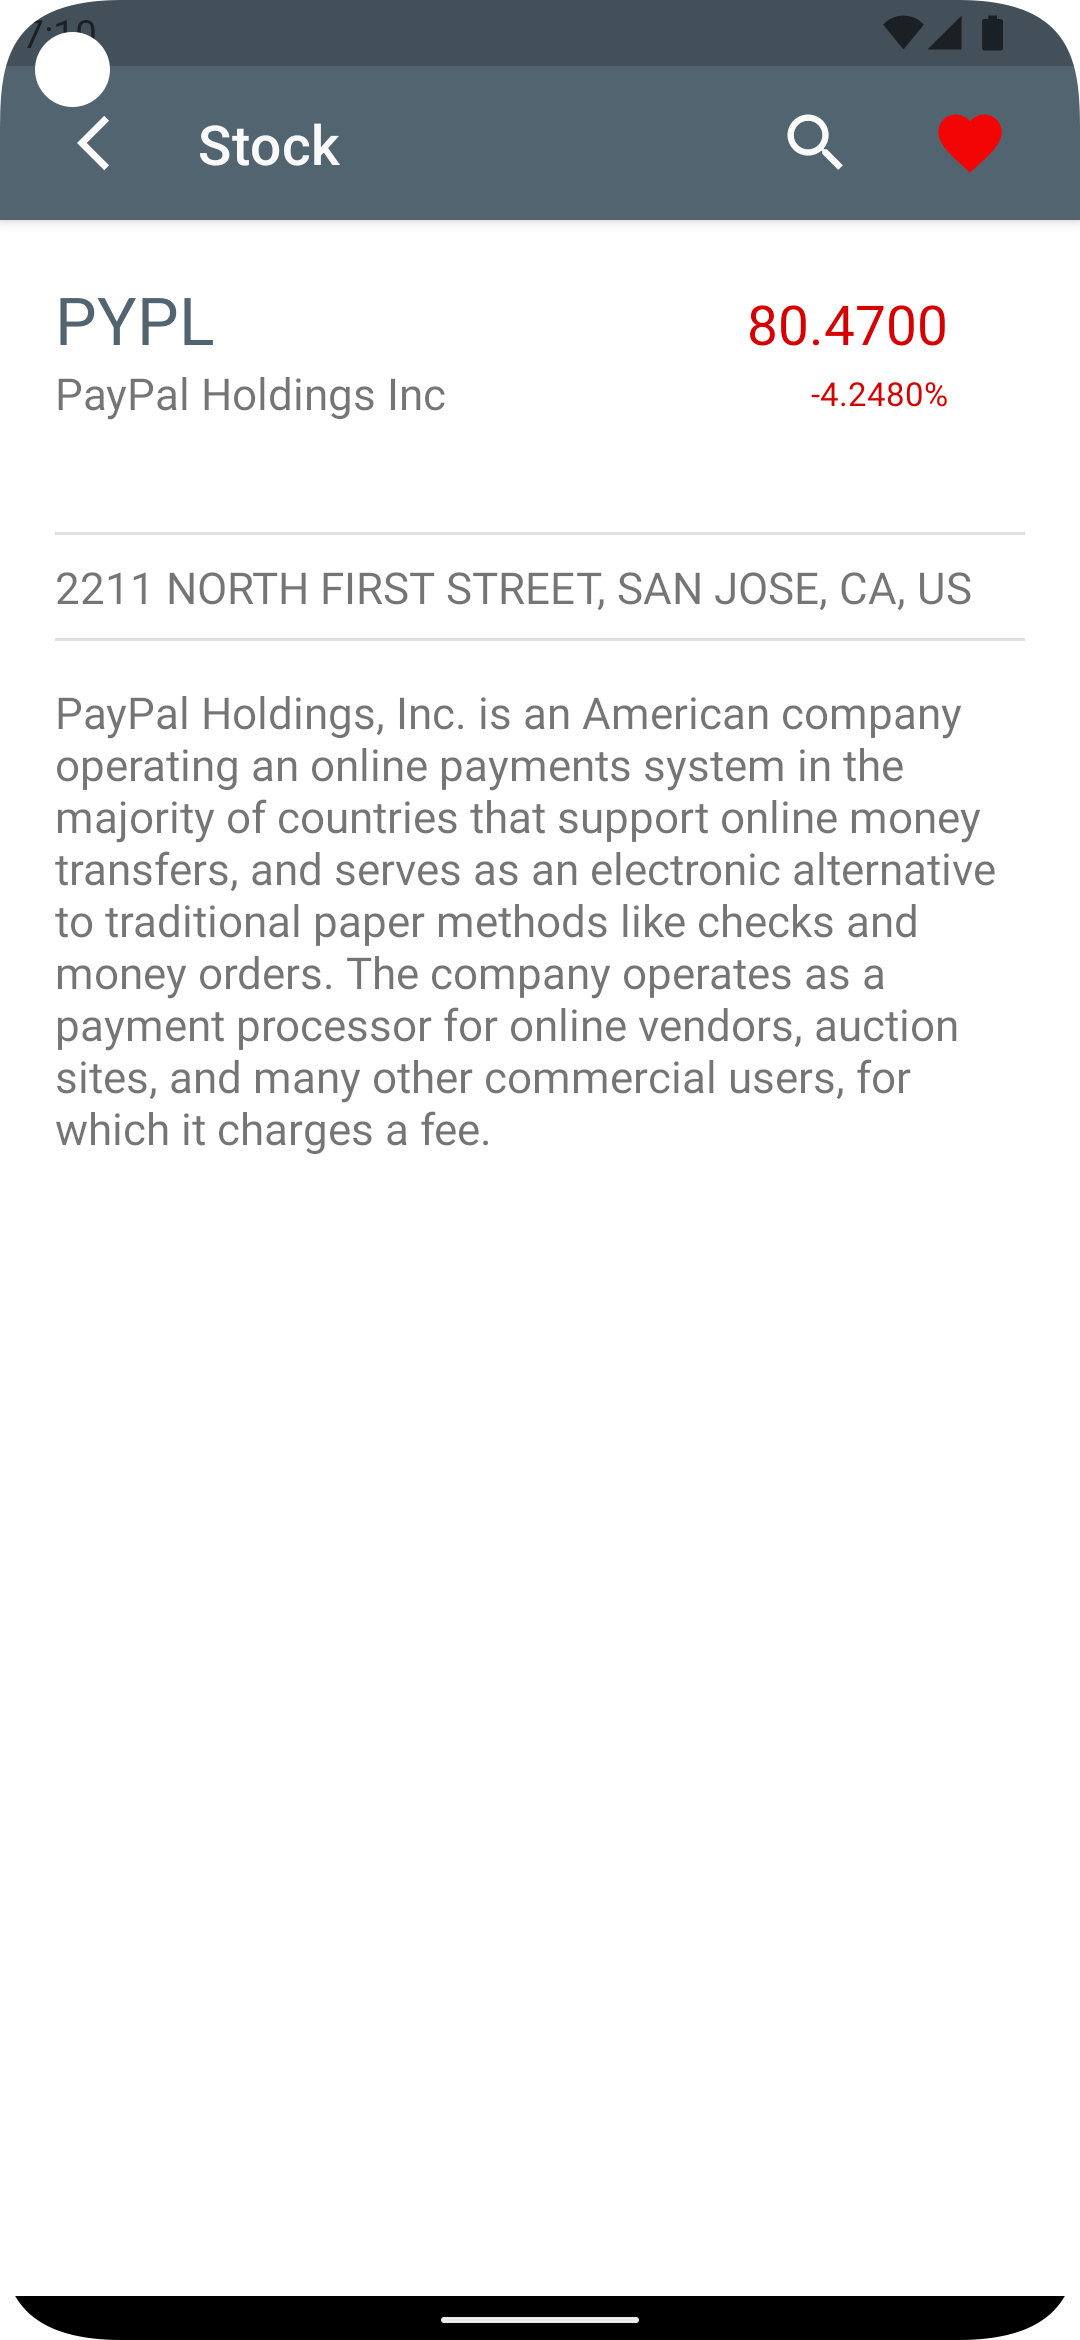 Stock
PYPL
80.4700
PayPal Holdings Inc
-4.2480%
2211 NORTH FIRST STREET, SAN JOSE, CA, US
PayPal Holdings, Inc. is an American company
operating an online payments system in the
majority of countries that support online money
transfers, and serves as an electronic alternative
to traditional paper methods like checks and
money orders. The company operates as a
payment processor for online vendors, auction
sites, and many other commercial users, for
which it charges a fee.